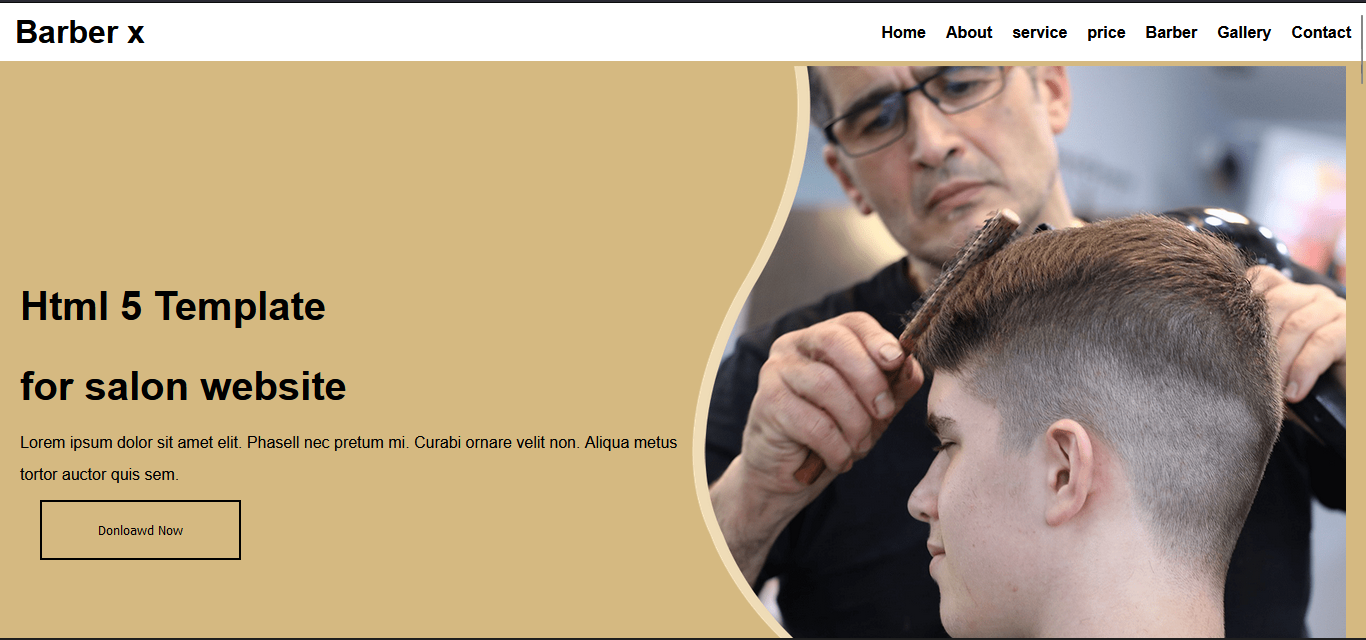 Barber x
Home About service price Barber Gallery Contact
Html 5 Template
for salon website
Lorem ipsum dolor sit amet elit. Phasell nec pretum mi. Curabi ornare velit non. Aliqua metus
tortor auctor quis sem.
Donloawd Now